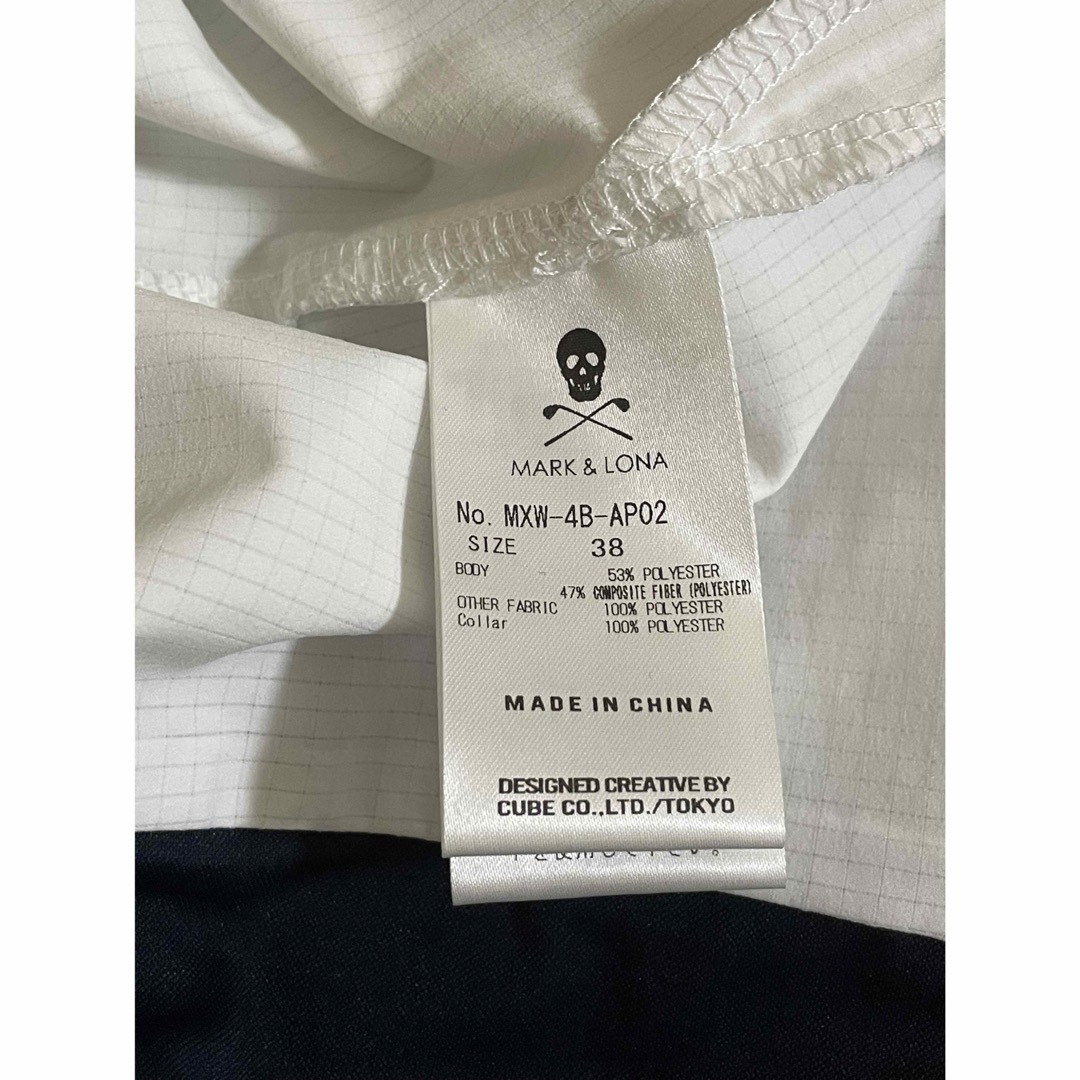 MARK & LONA
No. MXW-4B-AP02
SIZE 38
BODY 53% POLYESTER
47% COMPOSITE FIBER (POLYESTER)
OTHER FABRIC 100% POLYESTER
Collar 100% POLYESTER
MADE IN CHINA
DESIGNED CREATIVE BY
CUBE CO.,LTD./TOKYO